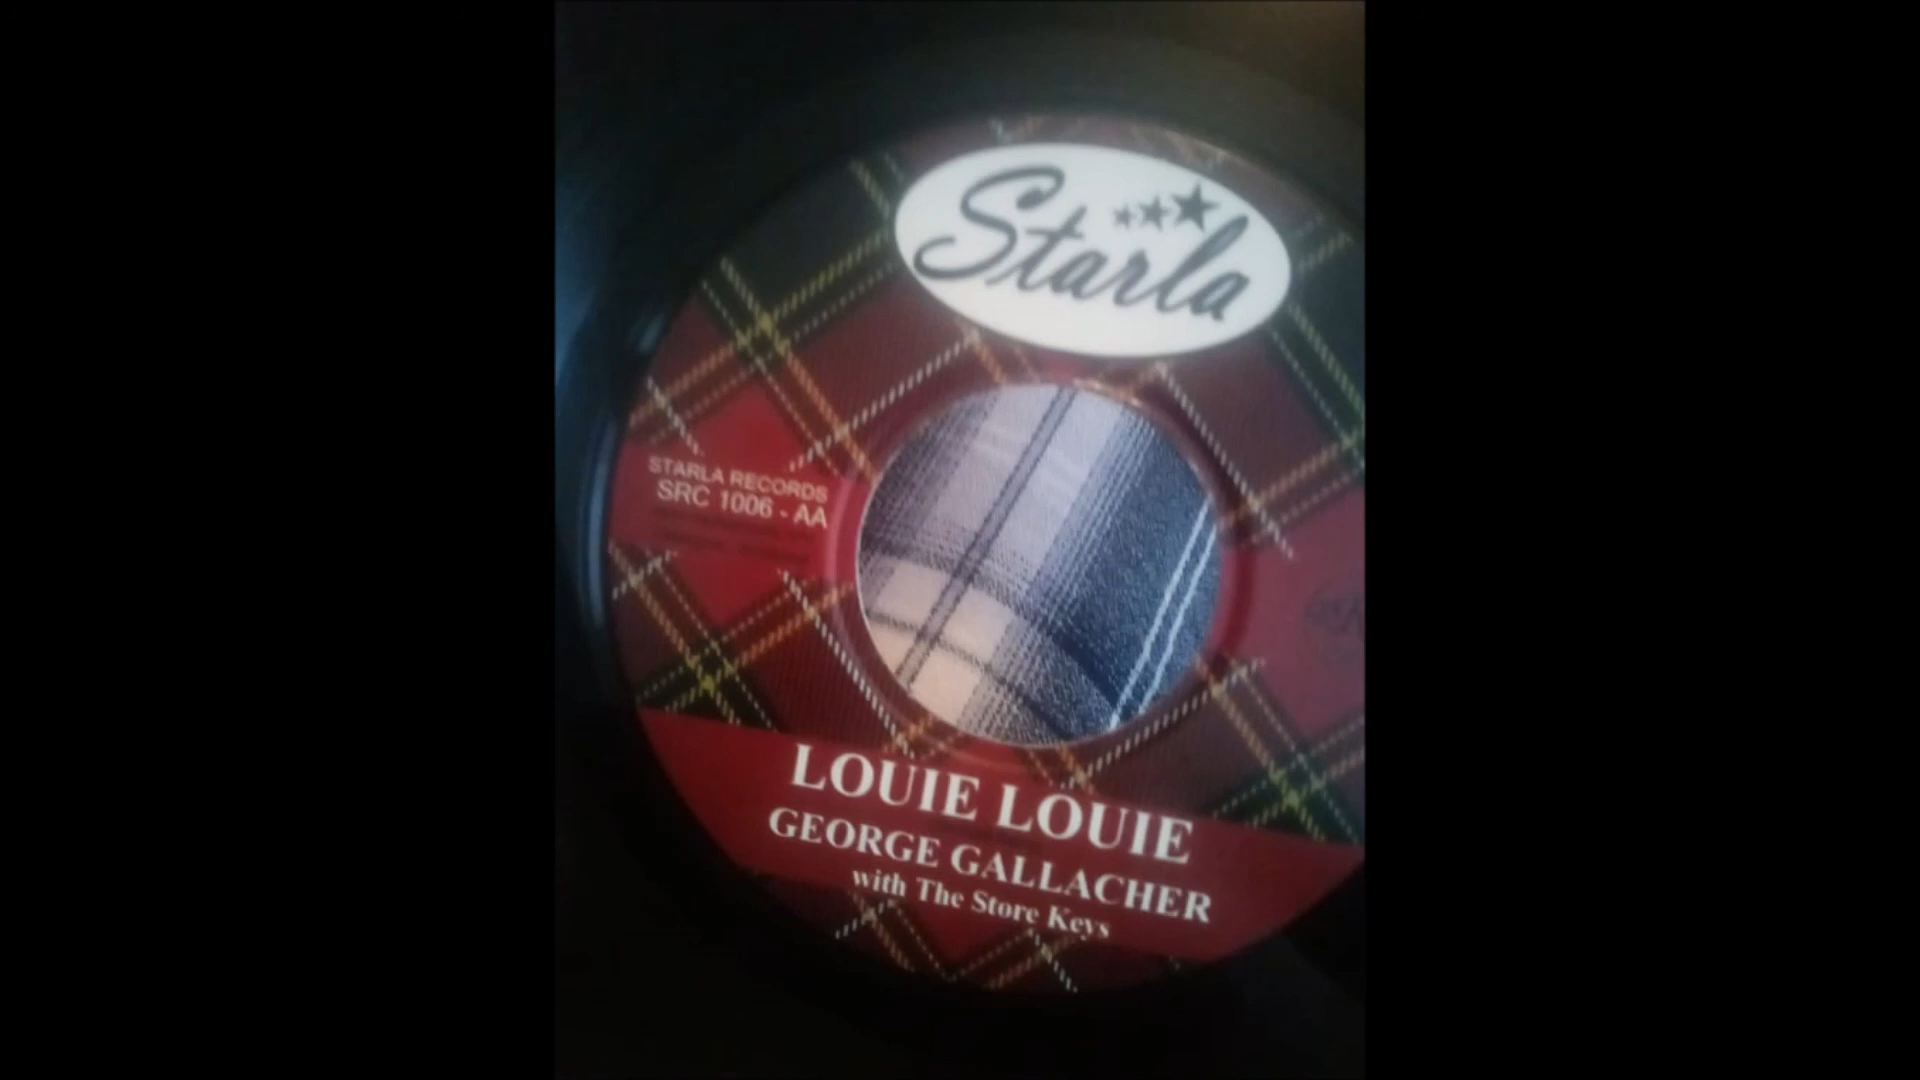 Starla
STARLA RECORDS
SRC 1006 - AA
LOUIE LOUIE
GEORGE GALLACHER
with The Store Keys